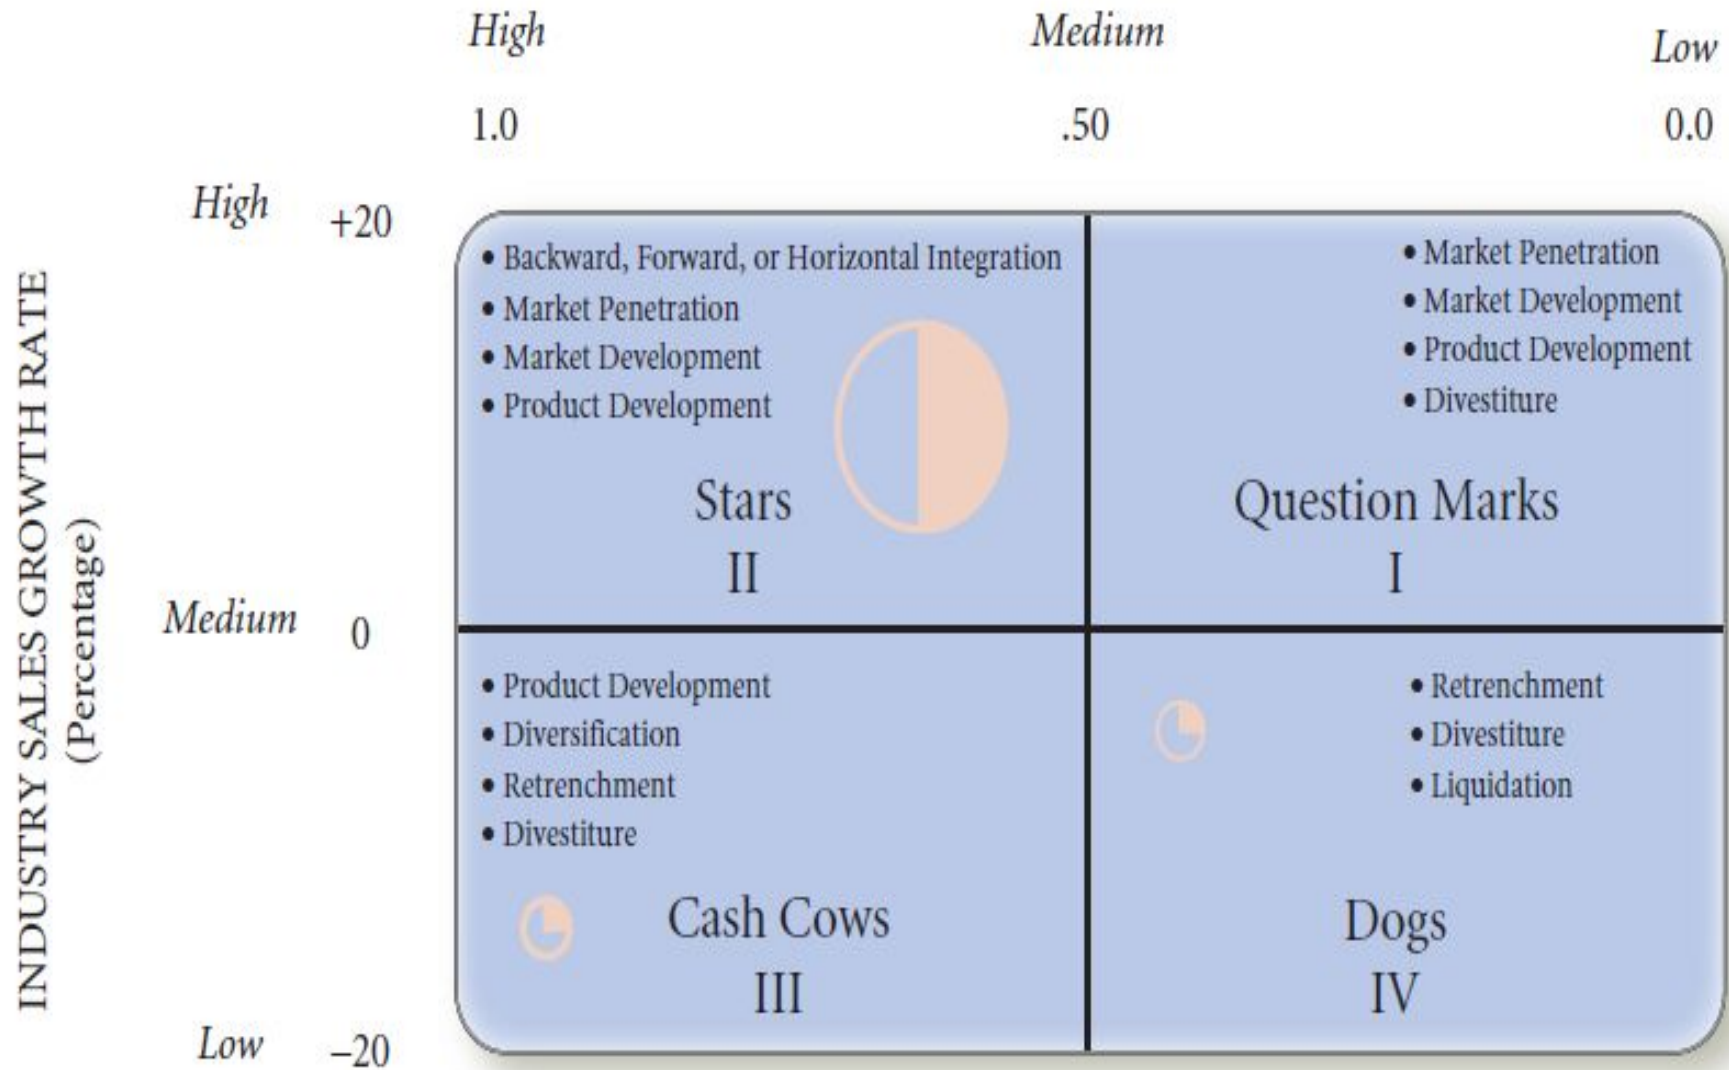 High
Medium
Low
1.0
.50
0.0
INDUSTRY SALES GROWTH RATE
(Percentage)
High
+20
• Backward, Forward, or Horizontal Integration
• Market Penetration
• Market Development
• Product Development
Stars
II
• Market Penetration
• Market Development
• Product Development
• Divestiture
Question Marks
I
Medium
0
• Product Development
• Diversification
• Retrenchment
• Divestiture
Cash Cows
III
• Retrenchment
• Divestiture
• Liquidation
Dogs
IV
Low
–20